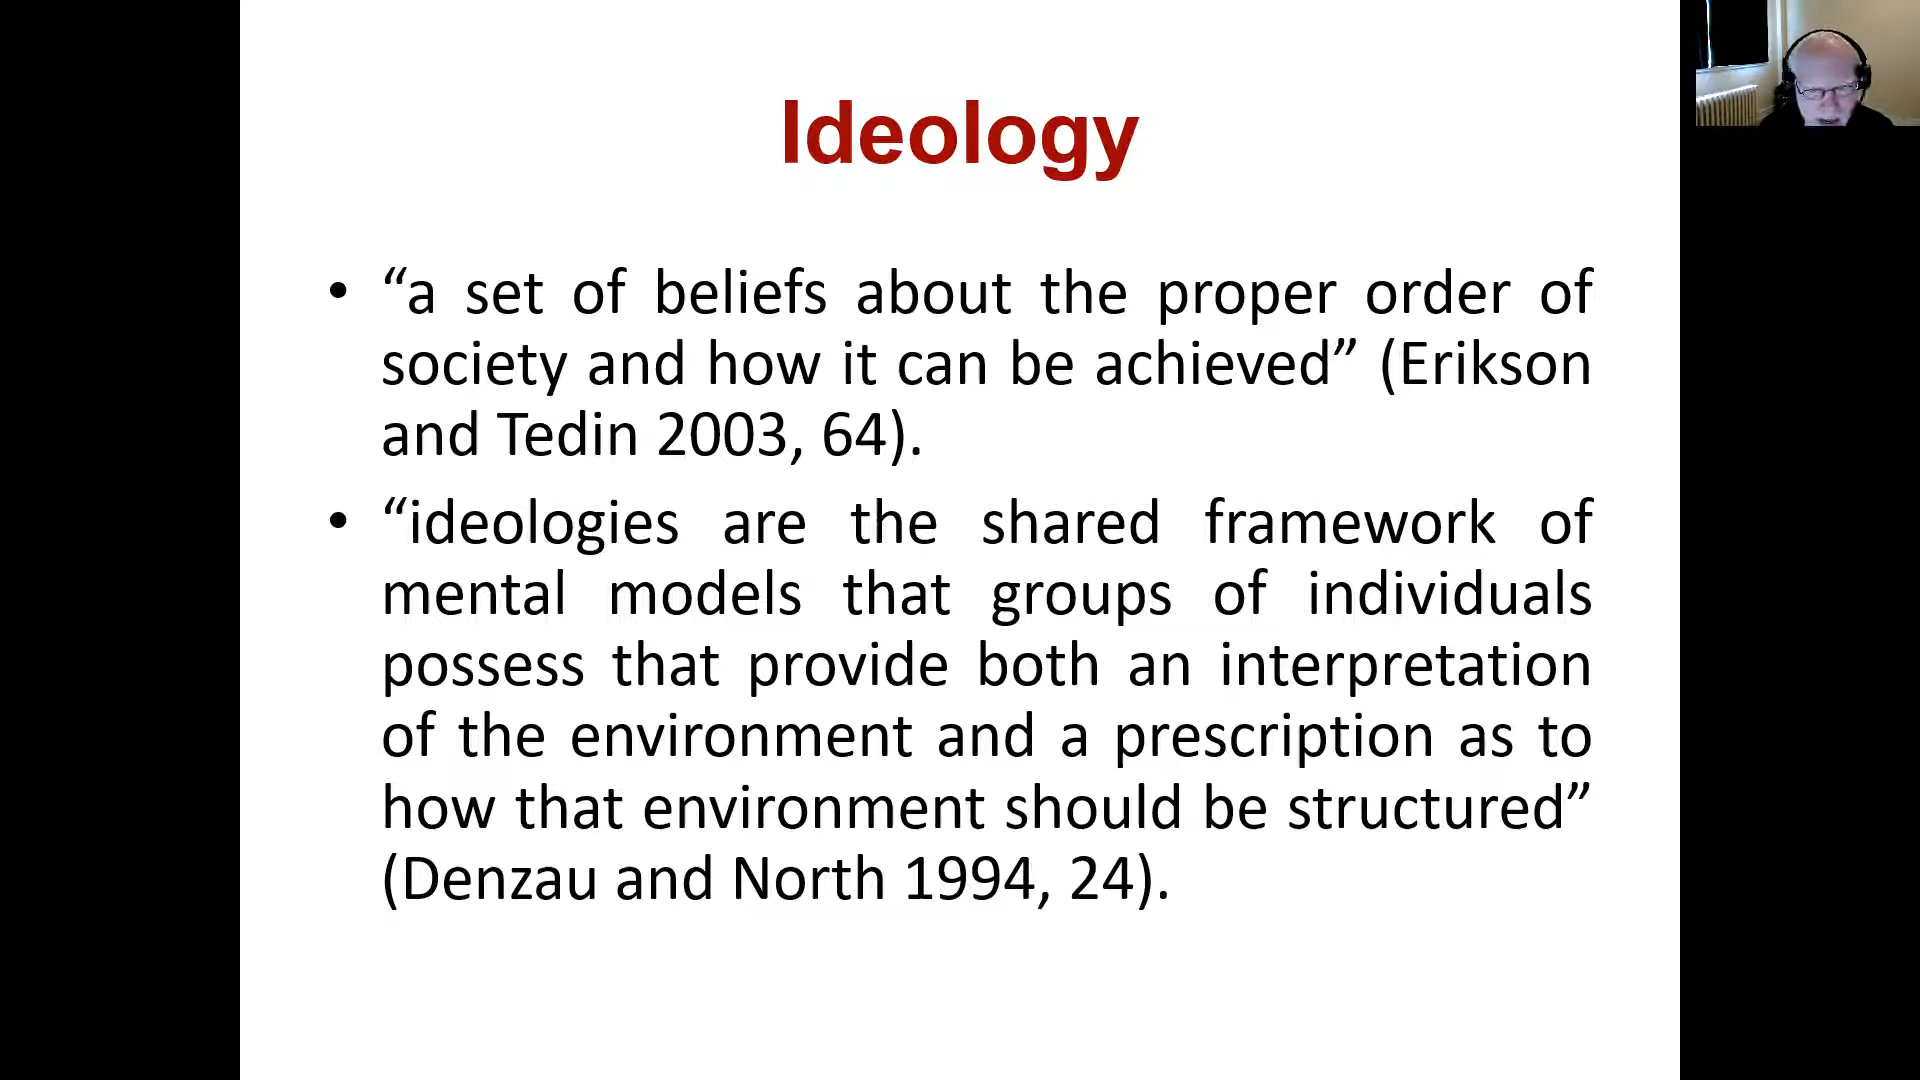 Ideology
• “a set of beliefs about the proper order of
society and how it can be achieved” (Erikson
and Tedin 2003, 64).
• “ideologies are the shared framework of
mental models that groups of individuals
possess that provide both an interpretation
of the environment and a prescription as to
how that environment should be structured”
(Denzau and North 1994, 24).